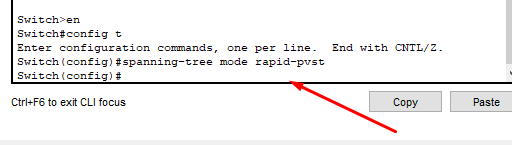 Switch>en
Switch#config t
Enter configuration commands, one per line.  End with CNTL/Z.
Switch(config)#spanning-tree mode rapid-pvst
Switch(config)#
Ctrl+F6 to exit CLI focus
Copy
Paste